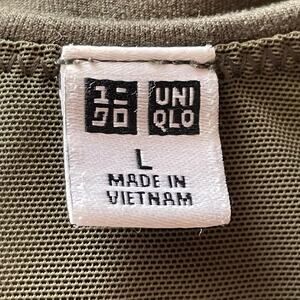 ユニ UNI
クロ QLO
L
MADE IN
VIETNAM